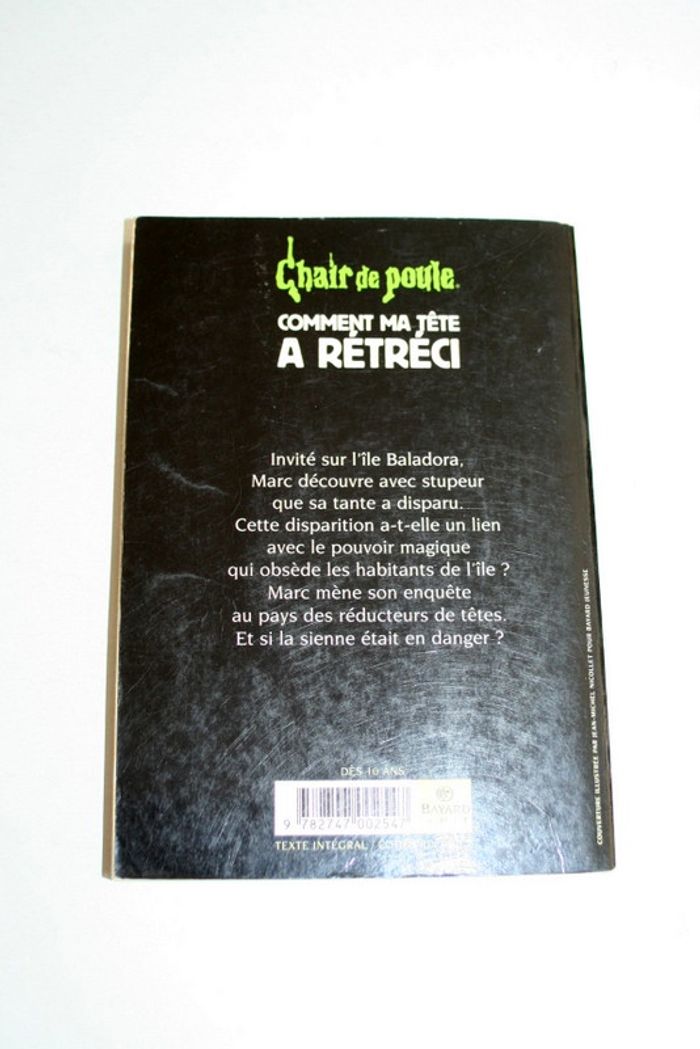 Chair de poule
COMMENT MA TÊTE
A RÉTRÉCI
Invité sur l'île Baladora,
Marc découvre avec stupeur
que sa tante a disparu.
Cette disparition a-t-elle un lien
avec le pouvoir magique
qui obsède les habitants de l'île ?
Marc mène son enquête
au pays des réducteurs de têtes.
Et si la sienne était en danger ?
DÈS 10 ANS
BAYARD
9 782747 002547
TEXTE INTÉGRAL
COUVERTURE ILLUSTRÉE PAR JEAN-MICHEL NICOLLET POUR BAYARD JEUNESSE